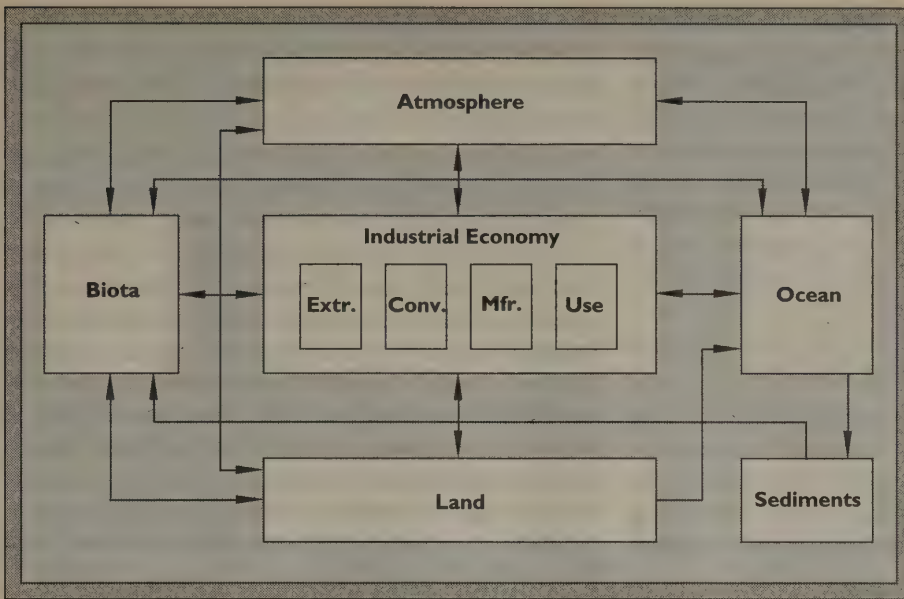 Atmosphere
Industrial Economy
Biota
Extr.
Conv.
Mfr.
Use
Ocean
Land
Sediments